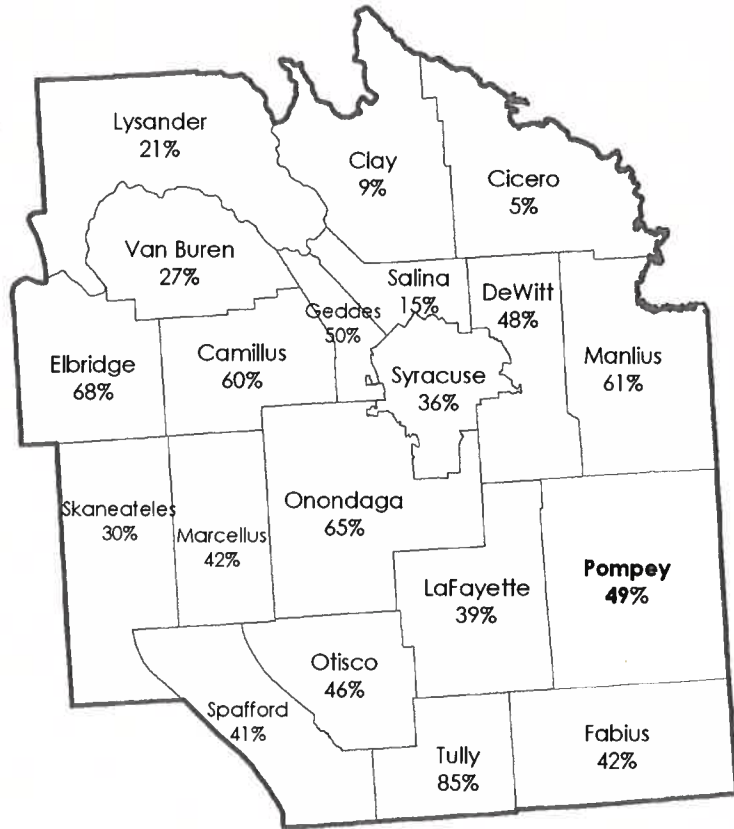 Lysander
21%
Clay
9%
Cicero
5%
Van Buren
27%
Salina
15%
DeWitt
48%
Geddes
50%
Elbridge
68%
Camillus
60%
Syracuse
36%
Manlius
61%
Skaneateles
30%
Marcellus
42%
Onondaga
65%
LaFayette
39%
Pompey
49%
Otisco
46%
Spafford
41%
Tully
85%
Fabius
42%